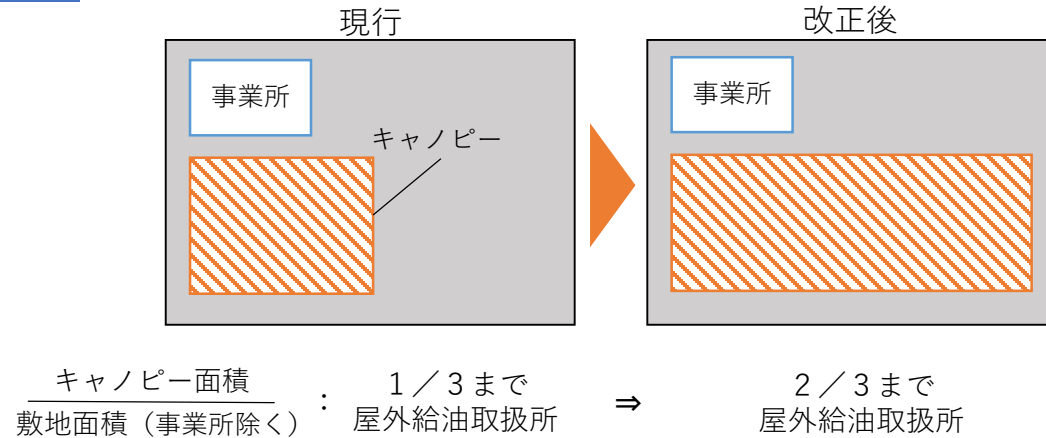 現行
改正後
事業所
キャノピー
事業所
キャノピー面積
敷地面積（事業所除く）
：
１／３まで
屋外給油取扱所
⇒
２／３まで
屋外給油取扱所